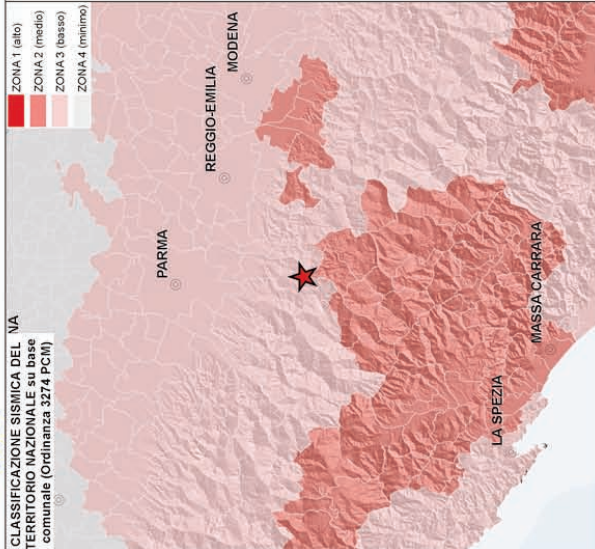 CLASSIFICAZIONE SISMICA DEL
TERRITORIO NAZIONALE su base
comunale (Ordinanza 3274 PCM)
NA
ZONA 1 (alto)
ZONA 2 (medio)
ZONA 3 (basso)
ZONA 4 (minimo)
PARMA
REGGIO-EMILIA
MODENA
LA SPEZIA
MASSA CARRARA